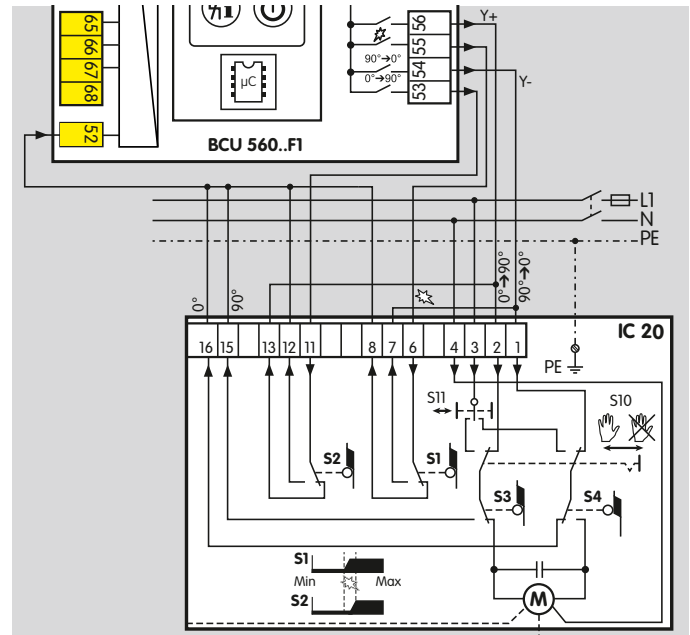 65
66
67
68
52
µC
BCU 560..F1
90°➔0°
0°➔90°
56
55
54
53
Y+
Y-
L1
N
PE
0°
90°
0°➔90°
90°➔0°
IC 20
16 15 13 12 11 8 7 6 4 3 2 1
PE
S11
S10
S2
S1
S3
S4
S1
Min Max
S2
M